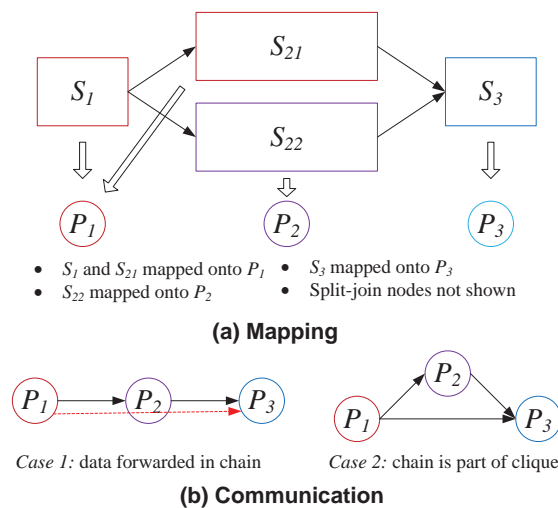 S21
S1
S3
S22
P1
P2
P3
• S1 and S21 mapped onto P1
• S3 mapped onto P3
• S22 mapped onto P2
• Split-join nodes not shown
(a) Mapping
P2
P1
P2
P3
P1
P3
Case 1: data forwarded in chain
Case 2: chain is part of clique
(b) Communication